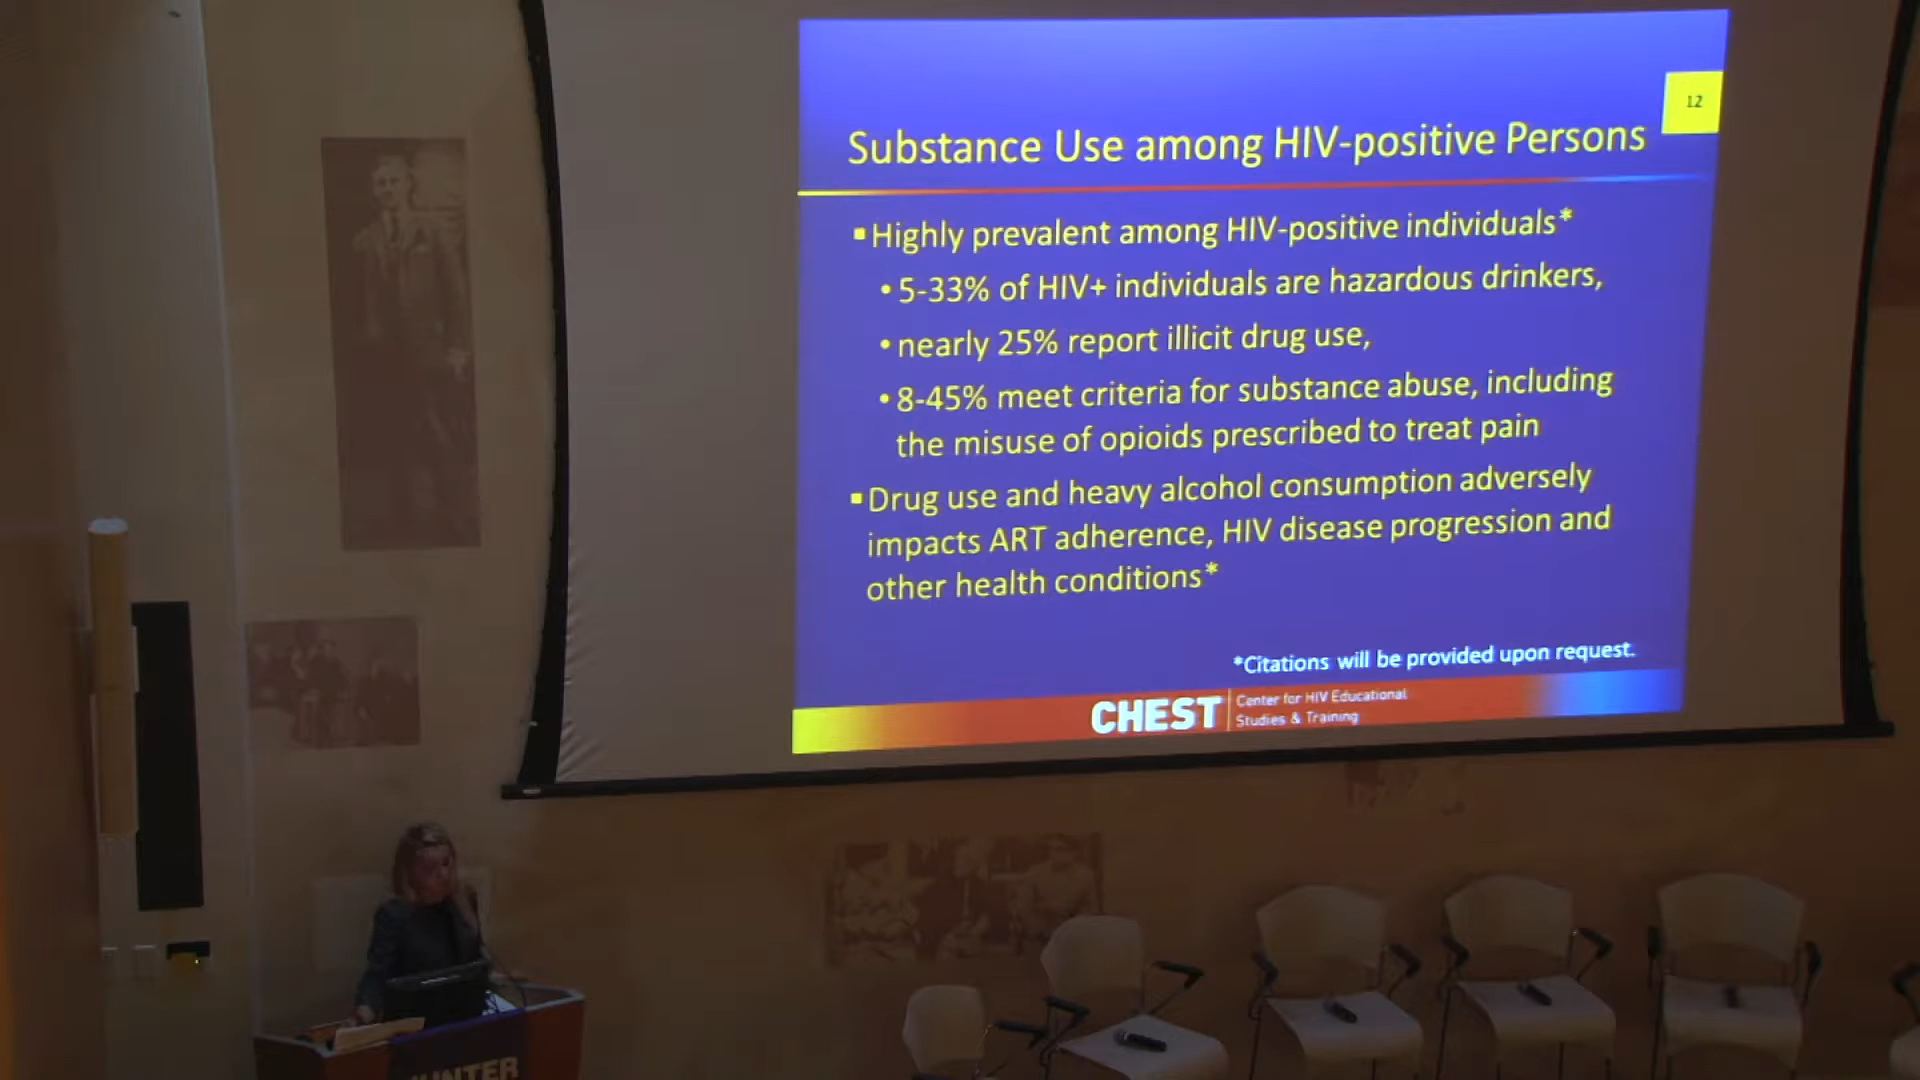 12
Substance Use among HIV-positive Persons
▪Highly prevalent among HIV-positive individuals*
•5-33% of HIV+ individuals are hazardous drinkers,
•nearly 25% report illicit drug use,
•8-45% meet criteria for substance abuse, including
the misuse of opioids prescribed to treat pain
▪Drug use and heavy alcohol consumption adversely
impacts ART adherence, HIV disease progression and
other health conditions*
*Citations will be provided upon request.
CHEST
Center for HIV Educational
Studies & Training
HUNTER